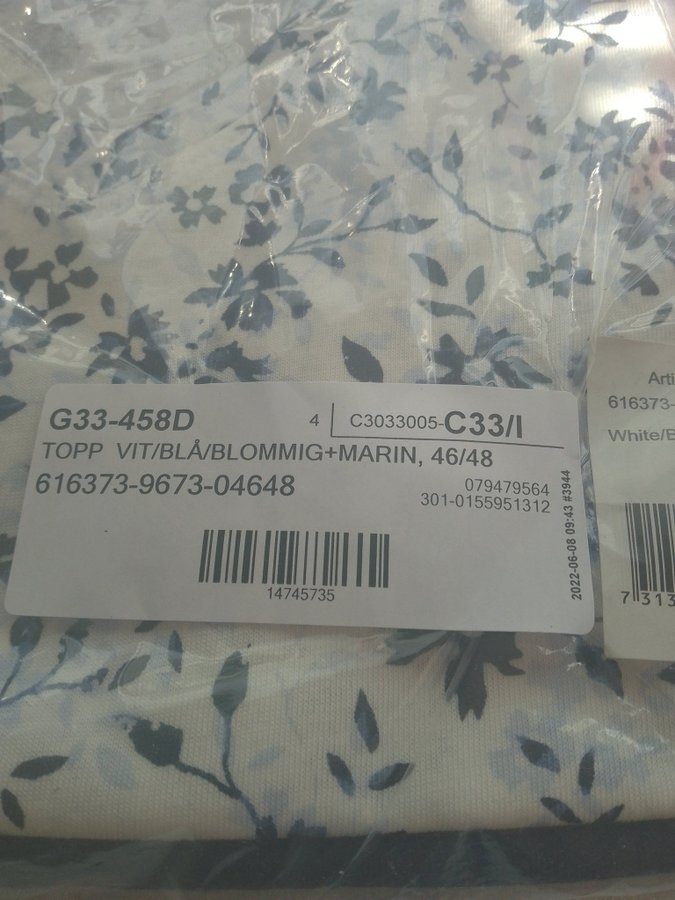 G33-458D
4 C3033005-C33/I
TOPP VIT/BLÅ/BLOMMIG+MARIN, 46/48
616373-9673-04648
079479564
301-0155951312
2022-06-08 09:43 #3944
14745735
Arti
616373-
White/B
7 313